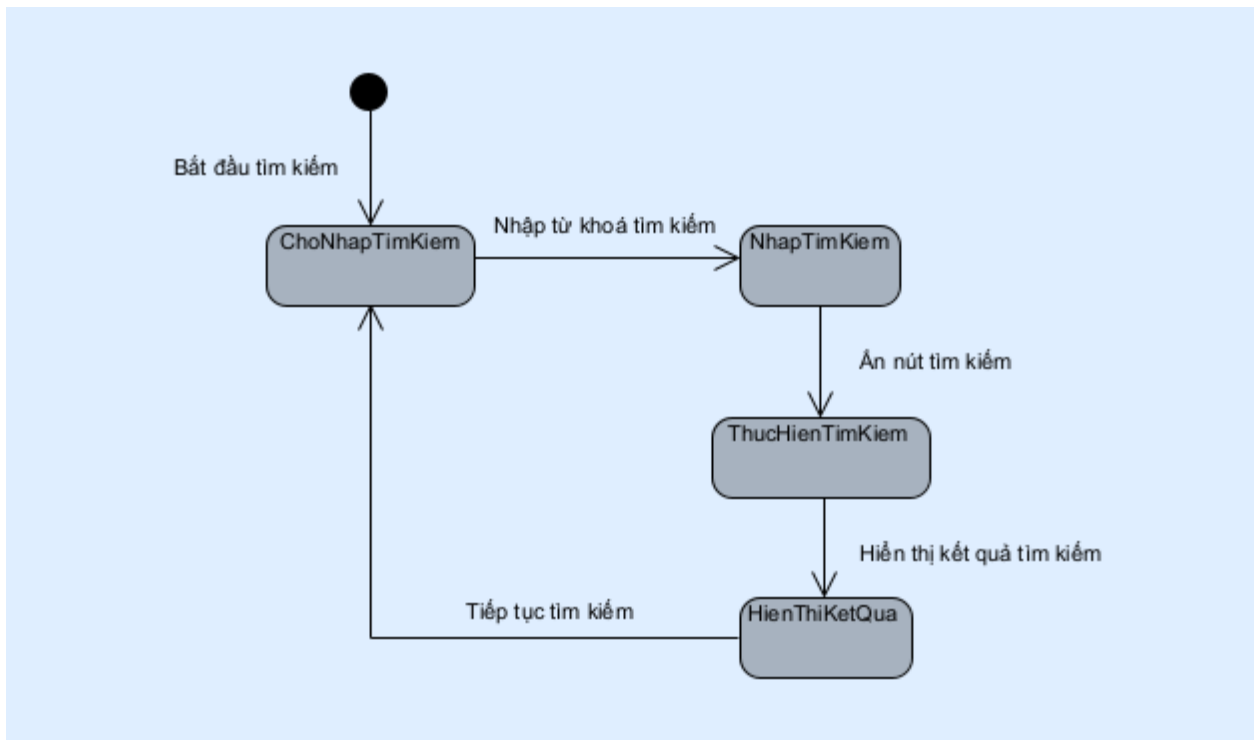 Bắt đầu tìm kiếm
ChoNhapTimKiem
Nhập từ khoá tìm kiếm
NhapTimKiem
Ấn nút tìm kiếm
ThucHienTimKiem
Hiển thị kết quả tìm kiếm
HienThiKetQua
Tiếp tục tìm kiếm